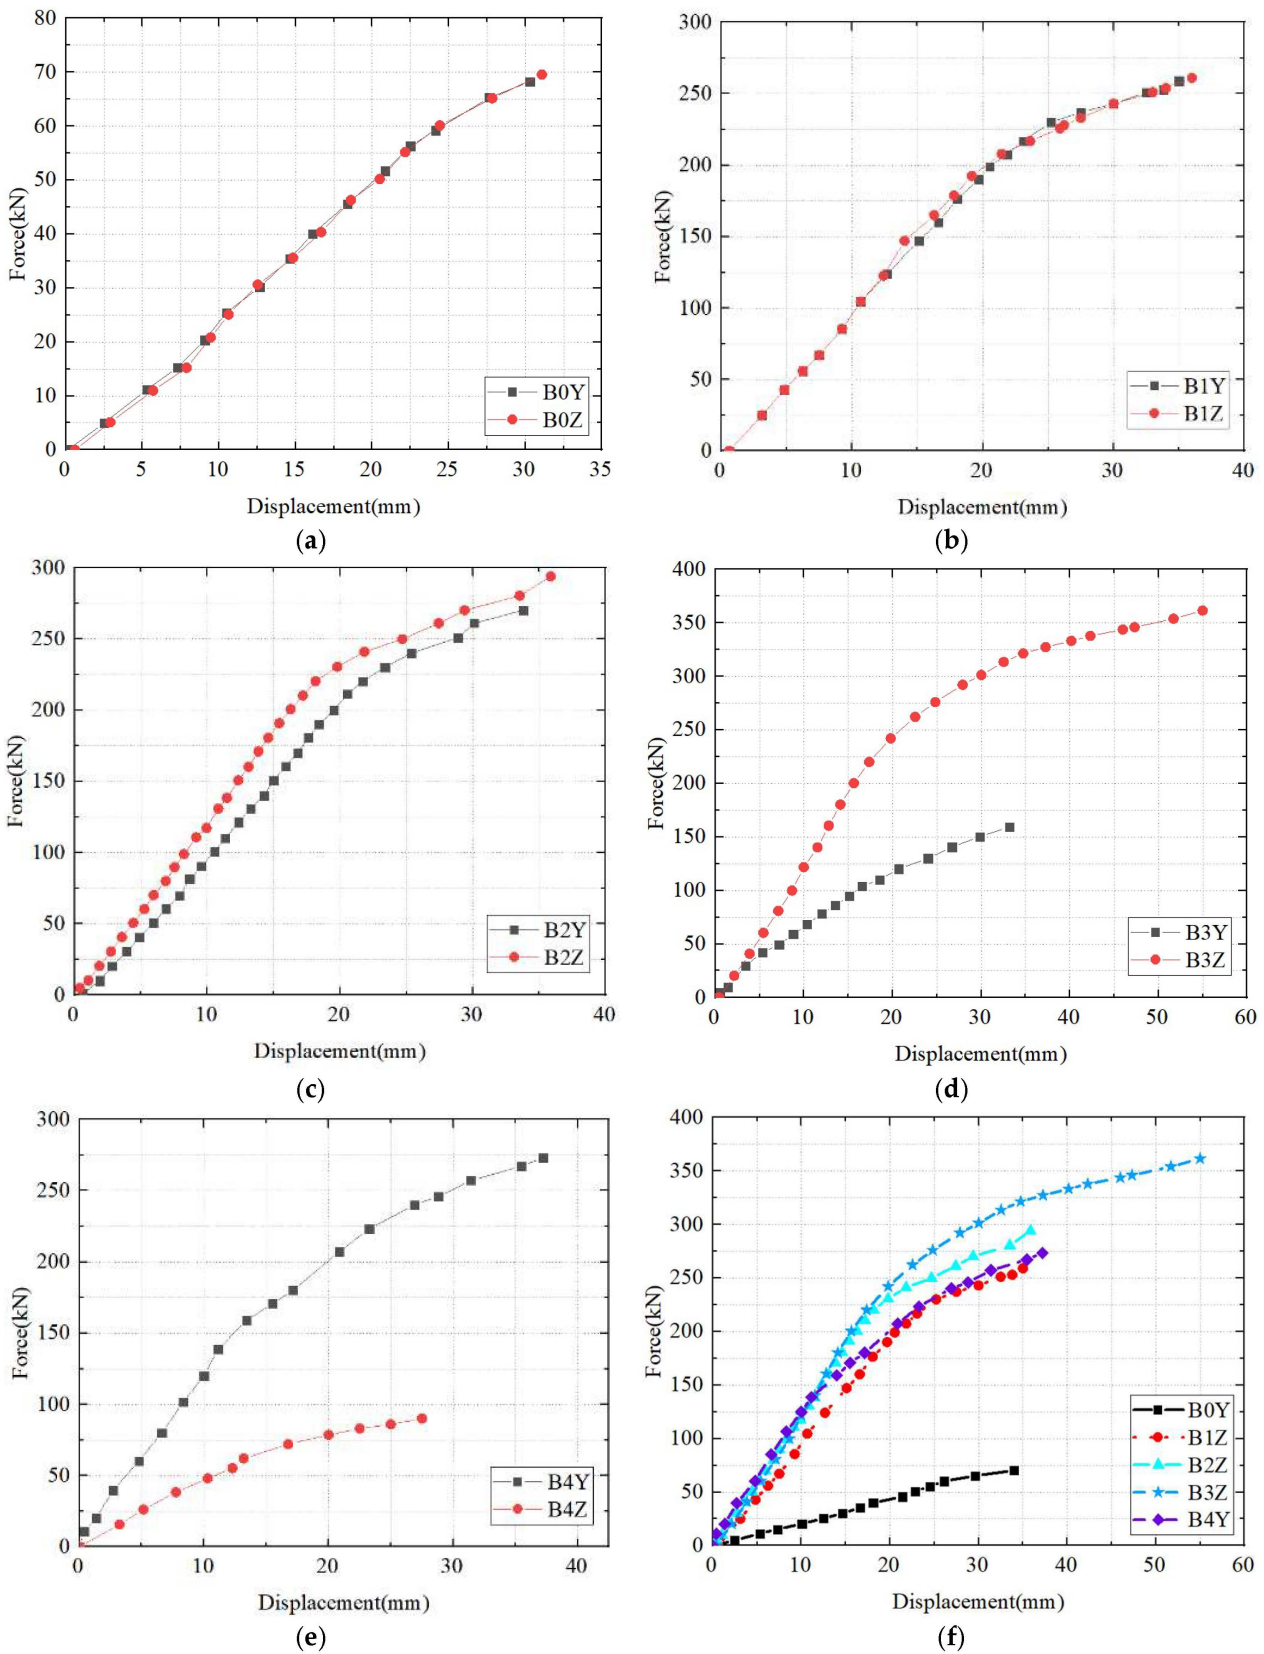 80
70
60
50
40
30
20
10
0
Force(kN)
B0Y
B0Z
0 5 10 15 20 25 30 35
Displacement(mm)
(a)
300
250
200
150
100
50
0
Force(kN)
B1Y
B1Z
0 10 20 30 40
Displacement(mm)
(b)
300
250
200
150
100
50
0
Force(kN)
B2Y
B2Z
0 10 20 30 40
Displacement(mm)
(c)
400
350
300
250
200
150
100
50
0
Force(kN)
B3Y
B3Z
0 10 20 30 40 50 60
Displacement(mm)
(d)
300
250
200
150
100
50
0
Force(kN)
B4Y
B4Z
0 10 20 30 40
Displacement(mm)
(e)
400
350
300
250
200
150
100
50
0
Force(kN)
B0Y
B1Z
B2Z
B3Z
B4Y
0 10 20 30 40 50 60
Displacement(mm)
(f)